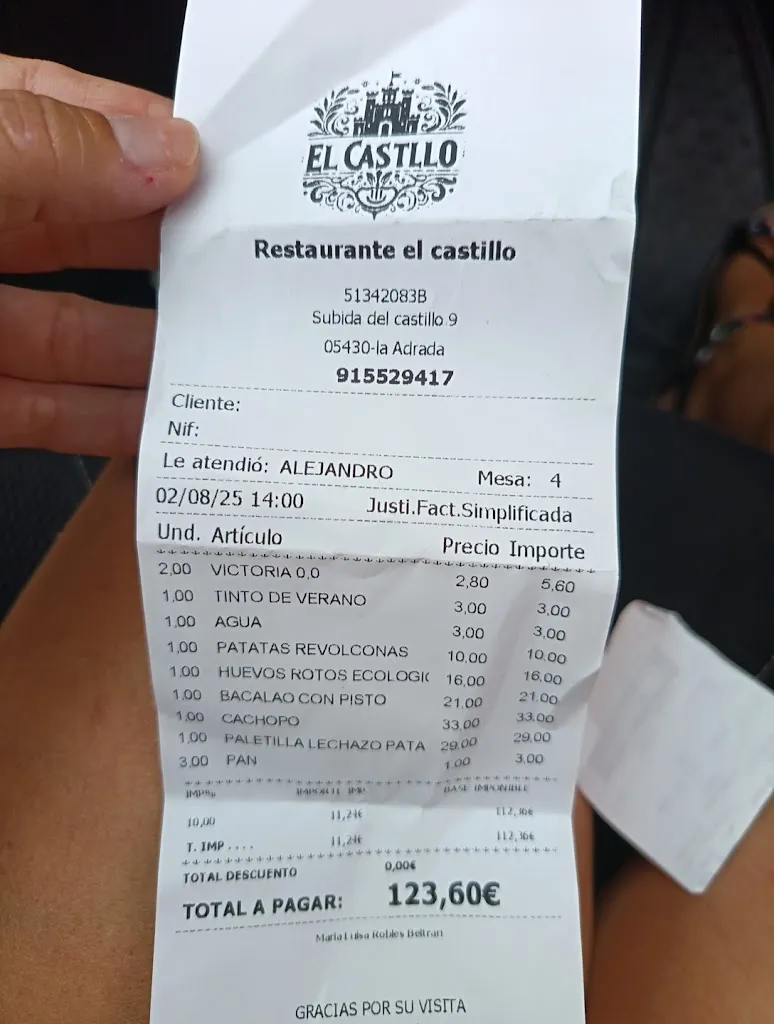 EL CASTLLO
Restaurante el castillo
51342083B
Subida del castillo 9
05430-la Adrada
915529417
Cliente:
Nif:
Le atendió: ALEJANDRO Mesa: 4
02/08/25 14:00 Justi.Fact.Simplificada
Und. Artículo Precio Importe
2,00 VICTORIA 0,0 2,80 5,60
1,00 TINTO DE VERANO 3,00 3,00
1,00 AGUA 3,00 3,00
1,00 PATATAS REVOLCONAS 10,00 10,00
1,00 HUEVOS ROTOS ECOLOGIC 16,00 16,00
1,00 BACALAO CON PISTO 21,00 21,00
1,00 CACHOPO 33,00 33,00
1,00 PALETILLA LECHAZO PATA 29,00 29,00
3,00 PAN 1,00 3,00
IMP% IMPORTE IMP. BASE IMPONIBLE
10,00 11,24€ 112,36€
T. IMP .... 11,24€ 112,36€
TOTAL DESCUENTO 0,00€
TOTAL A PAGAR: 123,60€
Maria Luisa Robles Beltran
GRACIAS POR SU VISITA